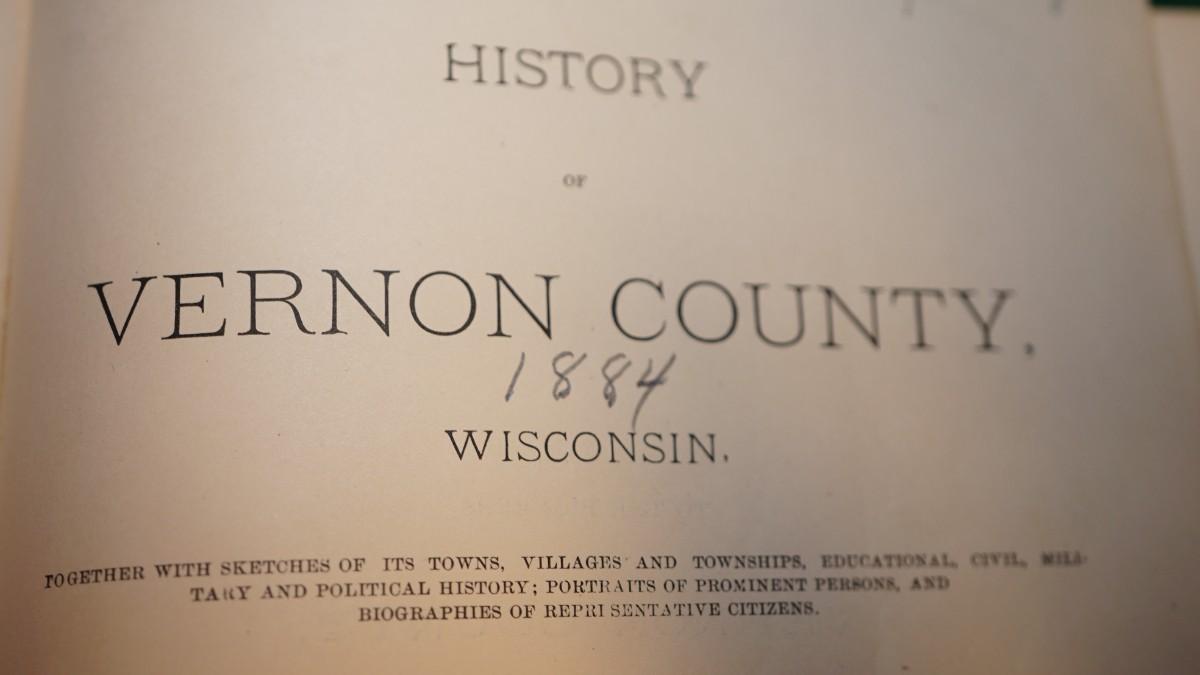 HISTORY
OF
VERNON COUNTY,
1884
WISCONSIN.
TOGETHER WITH SKETCHES OF ITS TOWNS, VILLAGES AND TOWNSHIPS, EDUCATIONAL, CIVIL, MILI-
TARY AND POLITICAL HISTORY; PORTRAITS OF PROMINENT PERSONS, AND
BIOGRAPHIES OF REPRESENTATIVE CITIZENS.